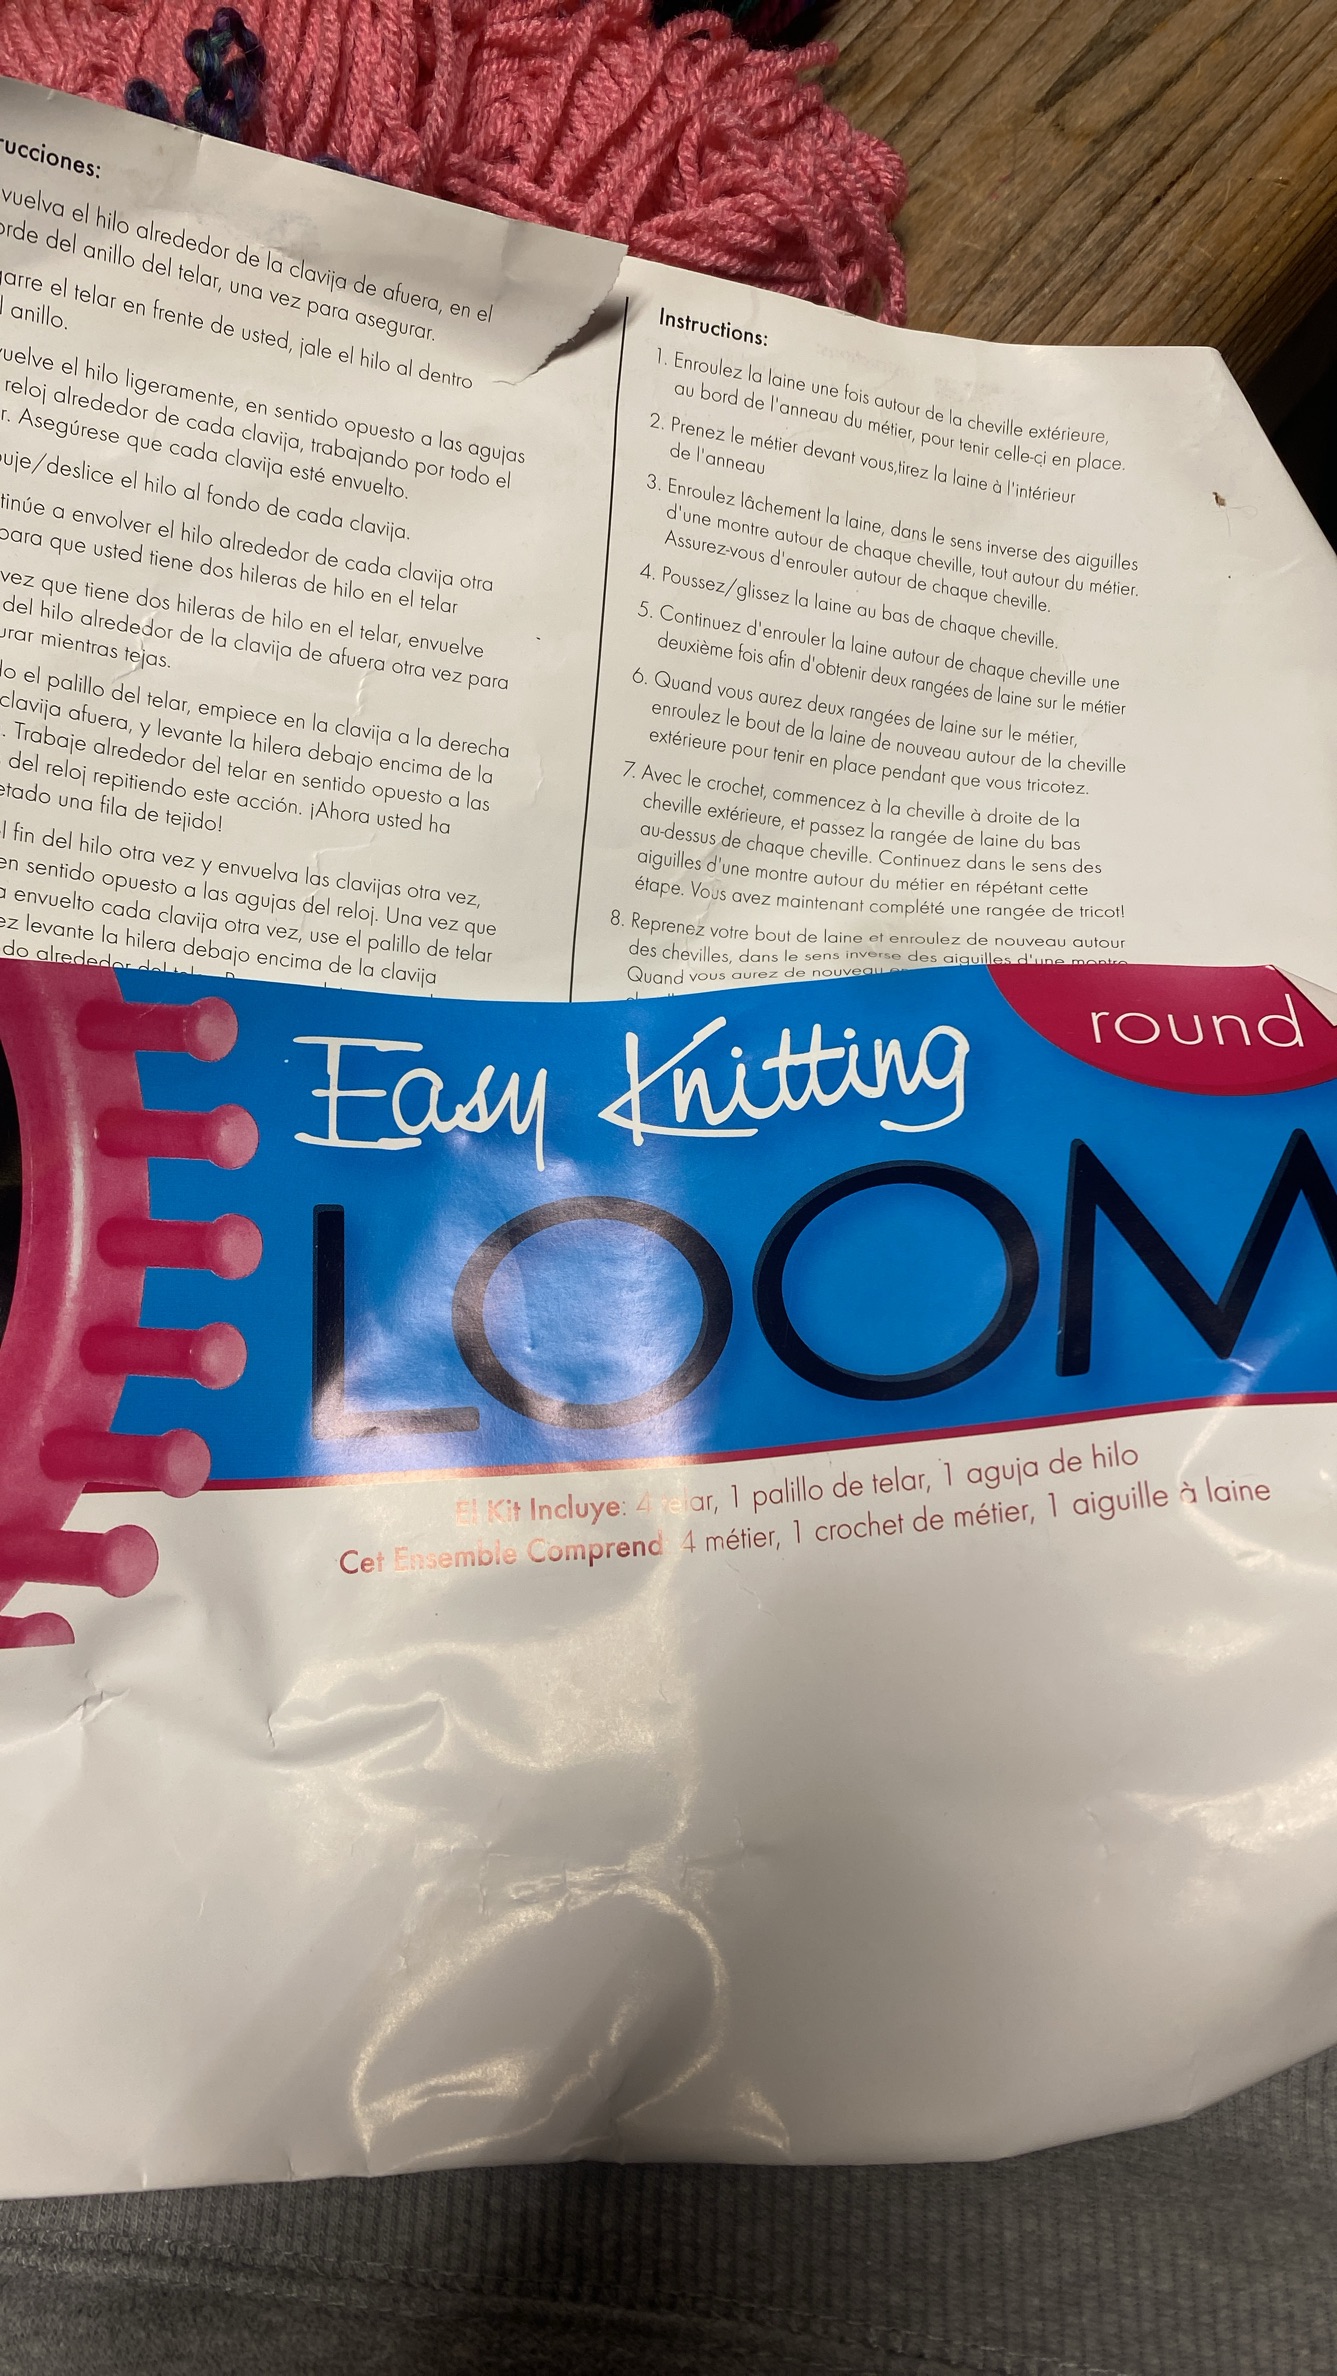 rucciones:
vuelva el hilo alrededor de la clavija de afuera, en el
orde del anillo del telar, una vez para asegurar.
garre el telar en frente de usted, jale el hilo al dentro
l anillo.
vuelve el hilo ligeramente, en sentido opuesto a las agujas
reloj alrededor de cada clavija, trabajando por todo el
r. Asegúrese que cada clavija esté envuelto.
puje/deslice el hilo al fondo de cada clavija.
tinúe a envolver el hilo alrededor de cada clavija otra
para que usted tiene dos hileras de hilo en el telar
vez que tiene dos hileras de hilo en el telar, envuelve
del hilo alrededor de la clavija de afuera otra vez para
urar mientras tejas.
do el palillo del telar, empiece en la clavija a la derecha
clavija afuera, y levante la hilera debajo encima de la
. Trabaje alrededor del telar en sentido opuesto a las
del reloj repitiendo este acción. ¡Ahora usted ha
etado una fila de tejido!
l fin del hilo otra vez y envuelva las clavijas otra vez,
en sentido opuesto a las agujas del reloj. Una vez que
a envuelto cada clavija otra vez, use el palillo de telar
ez levante la hilera debajo encima de la clavija
do alrededor del
Instructions:
1. Enroulez la laine une fois autour de la cheville extérieure,
au bord de l'anneau du métier, pour tenir celle-çi en place.
2. Prenez le métier devant vous,tirez la laine à l'intérieur
de l'anneau
3. Enroulez lâchement la laine, dans le sens inverse des aiguilles
d'une montre autour de chaque cheville, tout autour du métier.
Assurez-vous d'enrouler autour de chaque cheville.
4. Poussez/glissez la laine au bas de chaque cheville.
5. Continuez d'enrouler la laine autour de chaque cheville une
deuxième fois afin d'obtenir deux rangées de laine sur le métier
6. Quand vous aurez deux rangées de laine sur le métier,
enroulez le bout de la laine de nouveau autour de la cheville
extérieure pour tenir en place pendant que vous tricotez.
7. Avec le crochet, commencez à la cheville à droite de la
cheville extérieure, et passez la rangée de laine du bas
au-dessus de chaque cheville. Continuez dans le sens des
aiguilles d'une montre autour du métier en répétant cette
étape. Vous avez maintenant complété une rangée de tricot!
8. Reprenez votre bout de laine et enroulez de nouveau autour
des chevilles, dans le sens inverse des aiguilles d'une montre
Quand vous aurez de nouveau
round
Easy Knitting
LOOM
El Kit Incluye: 4 telar, 1 palillo de telar, 1 aguja de hilo
Cet Ensemble Comprend 4 métier, 1 crochet de métier, 1 aiguille à laine